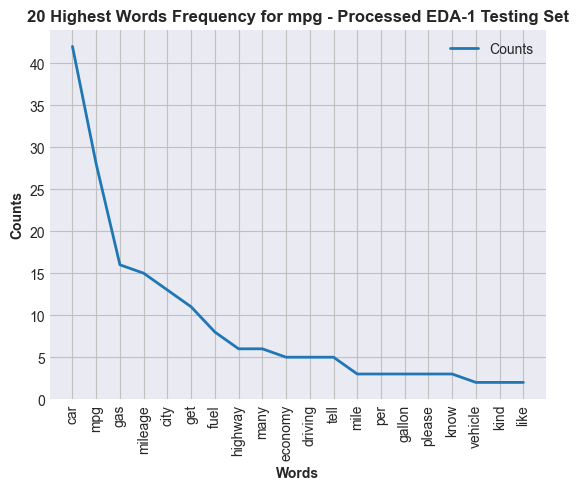 20 Highest Words Frequency for mpg - Processed EDA-1 Testing Set
Counts
40
35
30
25
20
15
10
5
0
Counts
car
mpg
gas
mileage
city
get
fuel
highway
many
economy
driving
tell
mile
per
gallon
please
know
vehicle
kind
like
Words